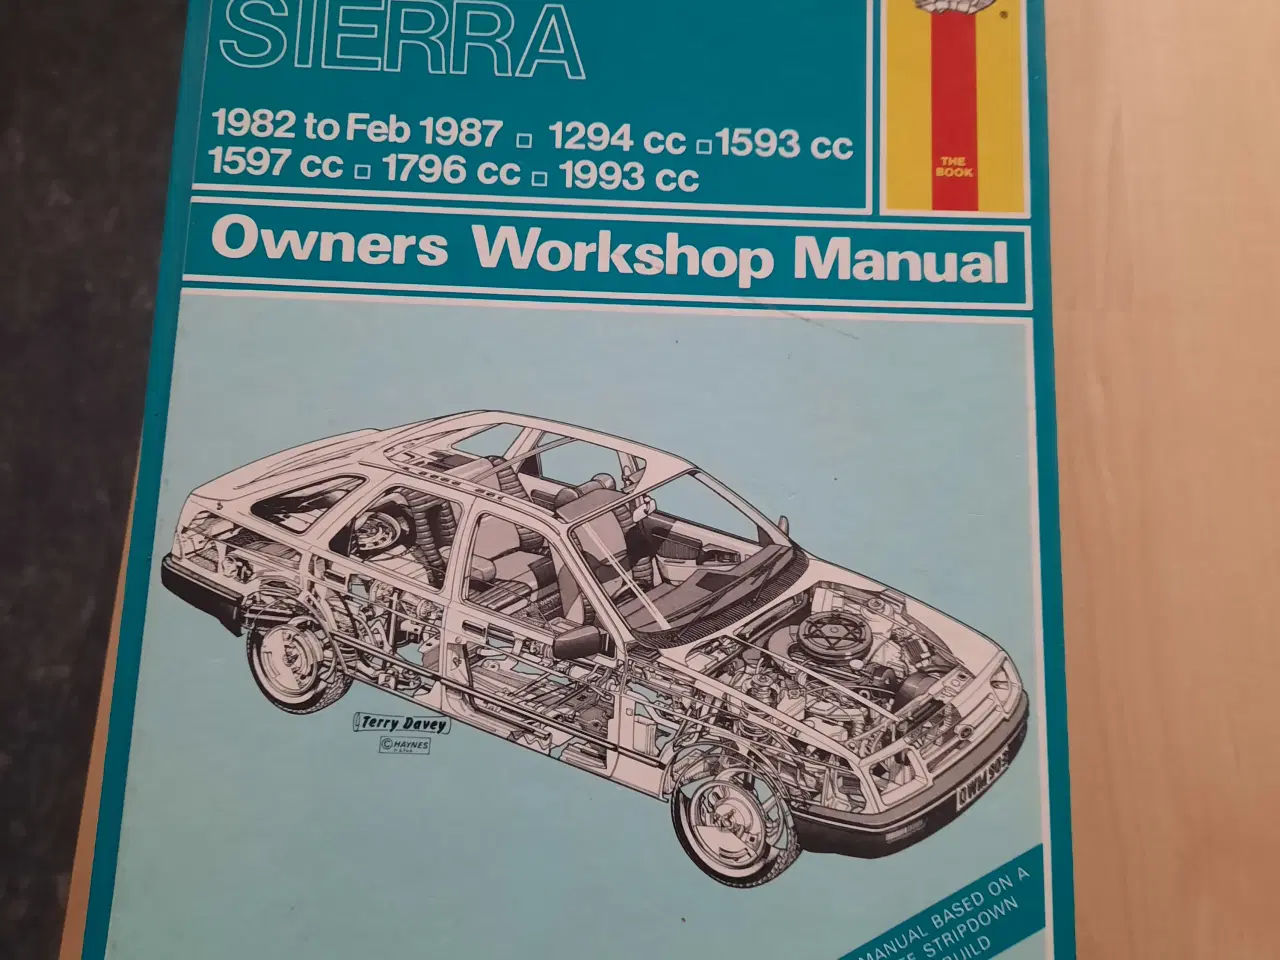 SIERRA
®
1982 to Feb 1987 □ 1294 cc □ 1593 cc
1597 cc □ 1796 cc □ 1993 cc
THE
BOOK
Owners Workshop Manual
Terry Davey
© HAYNES
MANUAL BASED ON A
STRIPDOWN